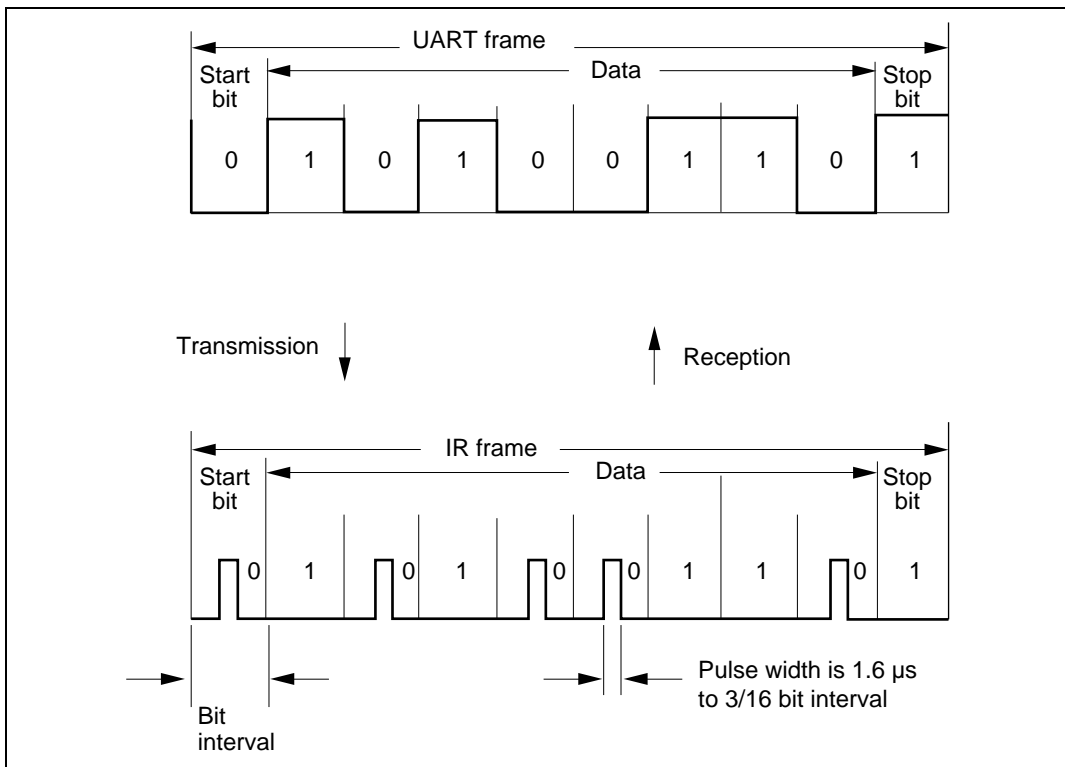 UART frame
Start
bit
Data
Stop
bit
0 1 0 1 0 0 1 1 0 1
Transmission
Reception
IR frame
Start
bit
Data
Stop
bit
0 1 0 1 0 0 1 1 0 1
Bit
interval
Pulse width is 1.6 µs
to 3/16 bit interval